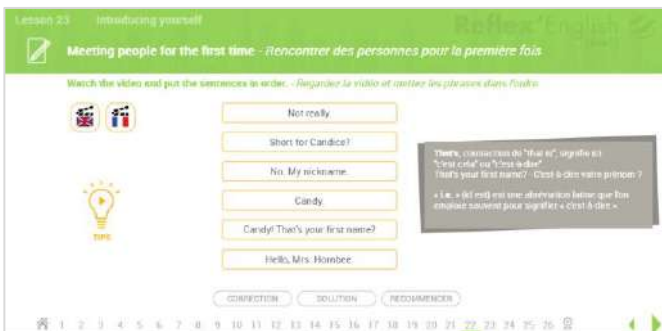 Lesson 23 Introducing yourself
Reflex'English
Meeting people for the first time - Rencontrer des personnes pour la première fois
Watch the video and put the sentences in order. - Regardez la vidéo et mettez les phrases dans l'ordre.
Not really.
Short for Candice?
No. My nickname.
Candy.
Candy! That's your first name?
Hello, Mrs. Hornbee.
That's, contraction de "that is", signifie ici
"c'est cela" ou "c'est-à-dire".
That's your first name? - C'est-à-dire votre prénom ?
« i.e. » (id est) est une abréviation latine que l'on
emploie souvent pour signifier « c'est-à-dire ».
TIPS
CORRECTION SOLUTION RECOMMENCER
1 2 3 4 5 6 7 8 9 10 11 12 13 14 15 16 17 18 19 20 21 22 23 24 25 26